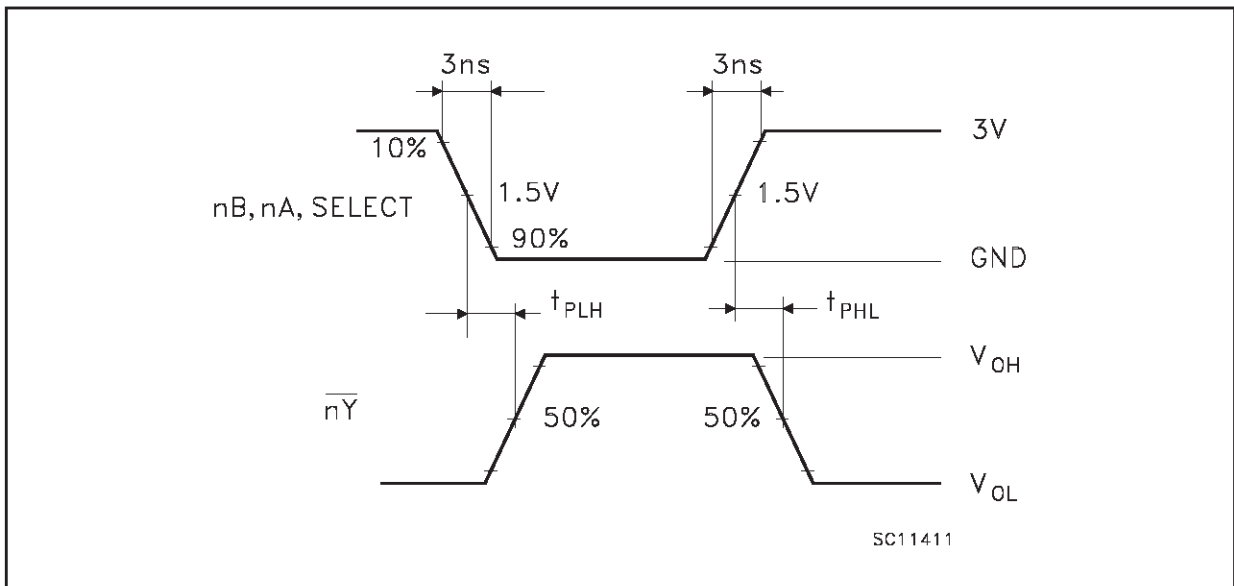 3ns 3ns
3V
10%
1.5V 1.5V
nB, nA, SELECT
90%
GND
tPLH tPHL
VOH
nY
50% 50%
VOL
SC11411